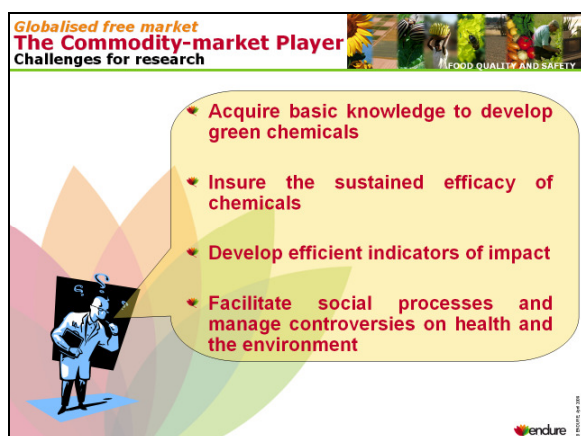 Globalised free market
The Commodity-market Player
Challenges for research
FOOD QUALITY AND SAFETY
Acquire basic knowledge to develop
green chemicals
Insure the sustained efficacy of
chemicals
Develop efficient indicators of impact
Facilitate social processes and
manage controversies on health and
the environment
? ? ?
endure